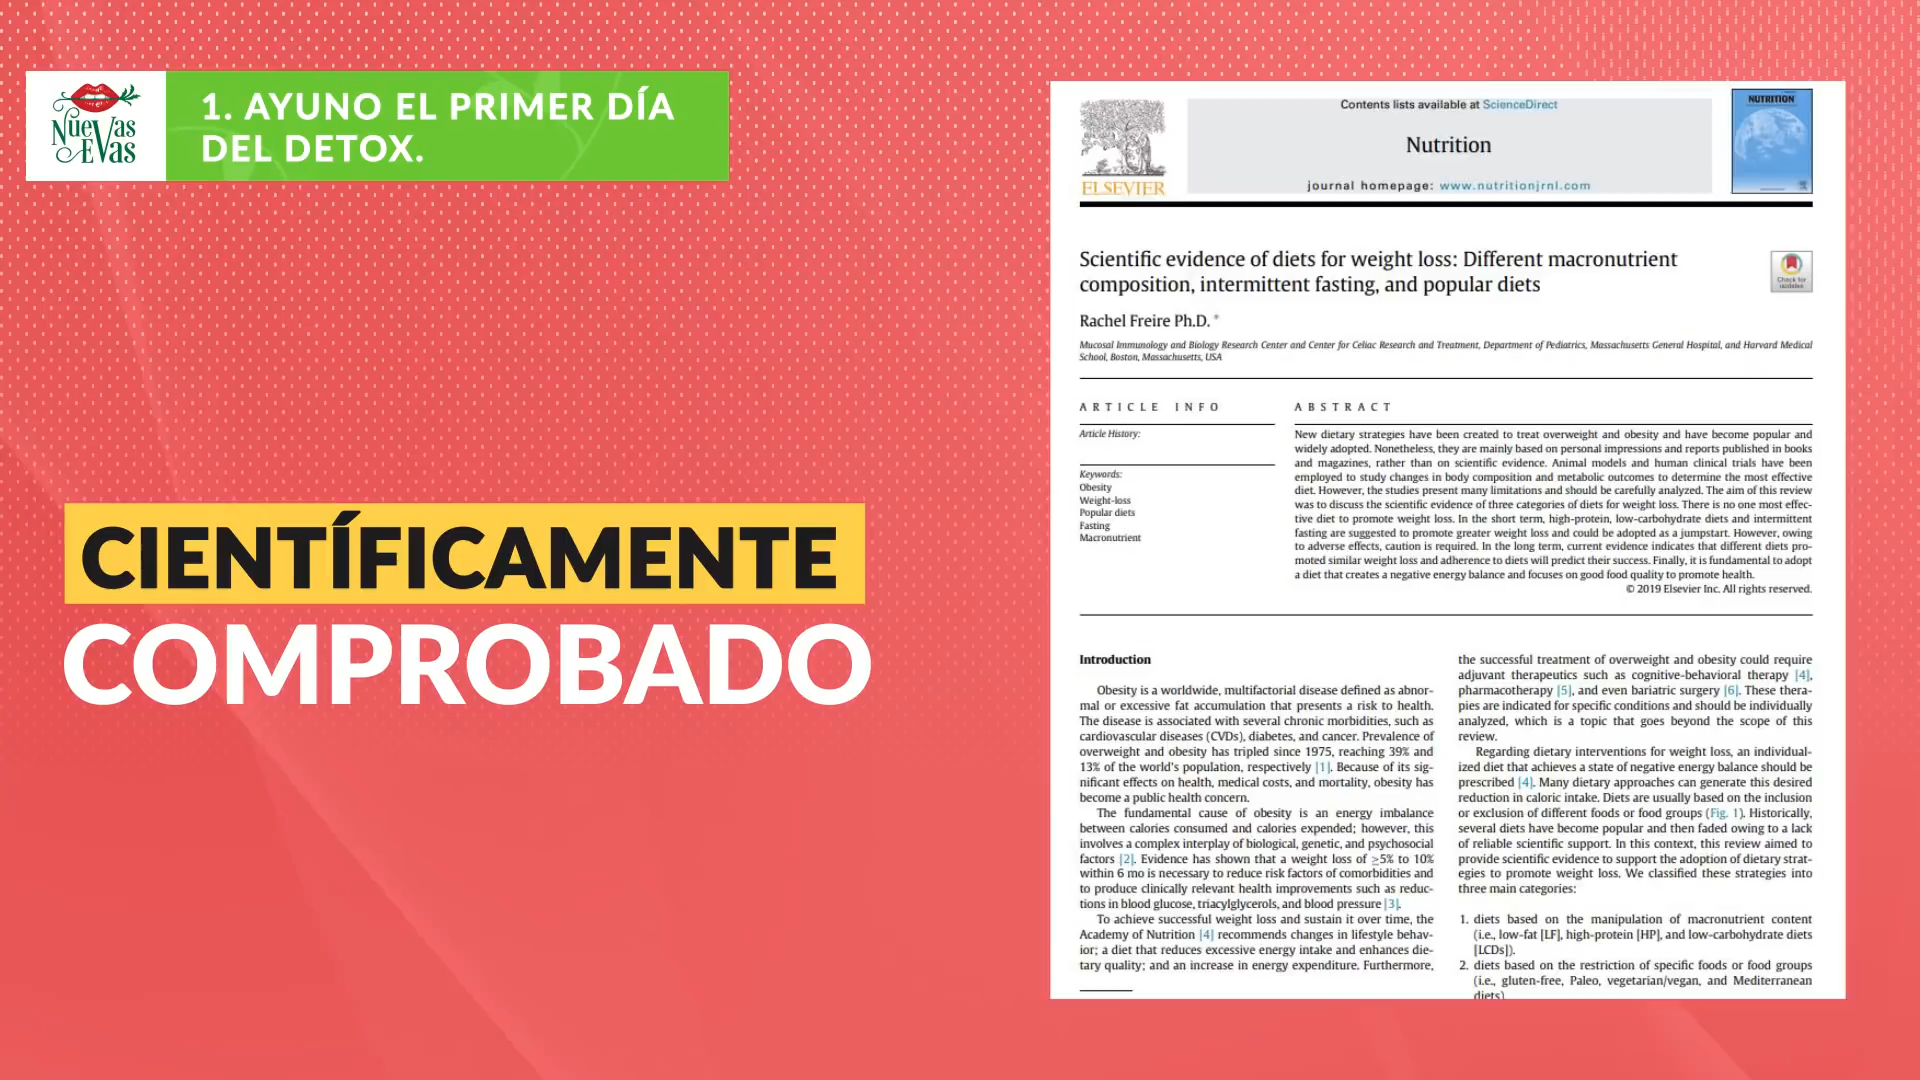 Nuevas
Evas
1. AYUNO EL PRIMER DÍA
DEL DETOX.
CIENTÍFICAMENTE
COMPROBADO
ELSEVIER
Contents lists available at ScienceDirect
Nutrition
journal homepage: www.nutritionjrnl.com
NUTRITION
Scientific evidence of diets for weight loss: Different macronutrient
composition, intermittent fasting, and popular diets
Check for
updates
Rachel Freire Ph.D. *
Mucosal Immunology and Biology Research Center and Center for Celiac Research and Treatment, Department of Pediatrics, Massachusetts General Hospital, and Harvard Medical
School, Boston, Massachusetts, USA
ARTICLE INFO
Article History:
Keywords:
Obesity
Weight-loss
Popular diets
Fasting
Macronutrient
ABSTRACT
New dietary strategies have been created to treat overweight and obesity and have become popular and
widely adopted. Nonetheless, they are mainly based on personal impressions and reports published in books
and magazines, rather than on scientific evidence. Animal models and human clinical trials have been
employed to study changes in body composition and metabolic outcomes to determine the most effective
diet. However, the studies present many limitations and should be carefully analyzed. The aim of this review
was to discuss the scientific evidence of three categories of diets for weight loss. There is no one most effec-
tive diet to promote weight loss. In the short term, high-protein, low-carbohydrate diets and intermittent
fasting are suggested to promote greater weight loss and could be adopted as a jumpstart. However, owing
to adverse effects, caution is required. In the long term, current evidence indicates that different diets pro-
moted similar weight loss and adherence to diets will predict their success. Finally, it is fundamental to adopt
a diet that creates a negative energy balance and focuses on good food quality to promote health.
© 2019 Elsevier Inc. All rights reserved.
Introduction
Obesity is a worldwide, multifactorial disease defined as abnor-
mal or excessive fat accumulation that presents a risk to health.
The disease is associated with several chronic morbidities, such as
cardiovascular diseases (CVDs), diabetes, and cancer. Prevalence of
overweight and obesity has tripled since 1975, reaching 39% and
13% of the world's population, respectively [1]. Because of its sig-
nificant effects on health, medical costs, and mortality, obesity has
become a public health concern.
The fundamental cause of obesity is an energy imbalance
between calories consumed and calories expended; however, this
involves a complex interplay of biological, genetic, and psychosocial
factors [2]. Evidence has shown that a weight loss of ≥5% to 10%
within 6 mo is necessary to reduce risk factors of comorbidities and
to produce clinically relevant health improvements such as reduc-
tions in blood glucose, triacylglycerols, and blood pressure [3].
To achieve successful weight loss and sustain it over time, the
Academy of Nutrition [4] recommends changes in lifestyle behav-
ior; a diet that reduces excessive energy intake and enhances die-
tary quality; and an increase in energy expenditure. Furthermore,
the successful treatment of overweight and obesity could require
adjuvant therapeutics such as cognitive-behavioral therapy [4],
pharmacotherapy [5], and even bariatric surgery [6]. These thera-
pies are indicated for specific conditions and should be individually
analyzed, which is a topic that goes beyond the scope of this
review.
Regarding dietary interventions for weight loss, an individual-
ized diet that achieves a state of negative energy balance should be
prescribed [4]. Many dietary approaches can generate this desired
reduction in caloric intake. Diets are usually based on the inclusion
or exclusion of different foods or food groups (Fig. 1). Historically,
several diets have become popular and then faded owing to a lack
of reliable scientific support. In this context, this review aimed to
provide scientific evidence to support the adoption of dietary strat-
egies to promote weight loss. We classified these strategies into
three main categories:
1. diets based on the manipulation of macronutrient content
(i.e., low-fat [LF], high-protein [HP], and low-carbohydrate diets
[LCDs]).
2. diets based on the restriction of specific foods or food groups
(i.e., gluten-free, Paleo, vegetarian/vegan, and Mediterranean
diets)